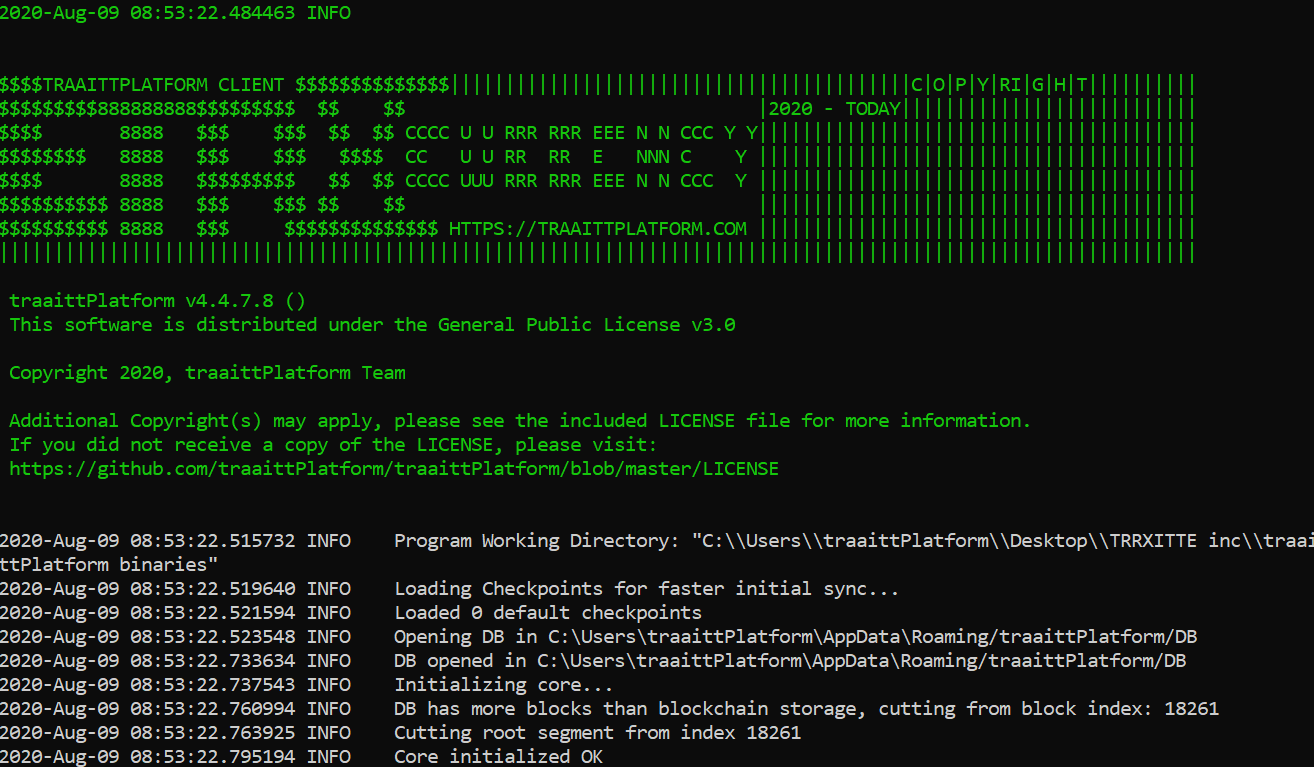 2020-Aug-09 08:53:22.484463 INFO
$$$$TRAAITTPLATFORM CLIENT $$$$$$$$$$$$$$||||||||||||||||||||||||||||||||||||||||||C|O|P|Y|RI|G|H|T||||||||||
$$$$$$$$$888888888$$$$$$$$$  $$    $$                                |2020 - TODAY|||||||||||||||||||||||||||
$$$$       8888   $$$    $$$  $$  $$ CCCC U U RRR RRR EEE N N CCC Y Y||||||||||||||||||||||||||||||||||||||||
$$$$$$$$   8888   $$$    $$$   $$$$  CC   U U RR  RR  E   NNN C    Y ||||||||||||||||||||||||||||||||||||||||
$$$$       8888   $$$$$$$$$   $$  $$ CCCC UUU RRR RRR EEE N N CCC  Y ||||||||||||||||||||||||||||||||||||||||
$$$$$$$$$$ 8888   $$$    $$$ $$    $$                                ||||||||||||||||||||||||||||||||||||||||
$$$$$$$$$$ 8888   $$$     $$$$$$$$$$$$$$ HTTPS://TRAAITTPLATFORM.COM ||||||||||||||||||||||||||||||||||||||||
|||||||||||||||||||||||||||||||||||||||||||||||||||||||||||||||||||||||||||||||||||||||||||||||||||||||||||||
traaittPlatform v4.4.7.8 ()
This software is distributed under the General Public License v3.0
Copyright 2020, traaittPlatform Team
Additional Copyright(s) may apply, please see the included LICENSE file for more information.
If you did not receive a copy of the LICENSE, please visit:
https://github.com/traaittPlatform/traaittPlatform/blob/master/LICENSE
2020-Aug-09 08:53:22.515732 INFO    Program Working Directory: "C:\\Users\\traaittPlatform\\Desktop\\TRRXITTE inc\\traai
ttPlatform binaries"
2020-Aug-09 08:53:22.519640 INFO    Loading Checkpoints for faster initial sync...
2020-Aug-09 08:53:22.521594 INFO    Loaded 0 default checkpoints
2020-Aug-09 08:53:22.523548 INFO    Opening DB in C:\Users\traaittPlatform\AppData\Roaming/traaittPlatform/DB
2020-Aug-09 08:53:22.733634 INFO    DB opened in C:\Users\traaittPlatform\AppData\Roaming/traaittPlatform/DB
2020-Aug-09 08:53:22.737543 INFO    Initializing core...
2020-Aug-09 08:53:22.760994 INFO    DB has more blocks than blockchain storage, cutting from block index: 18261
2020-Aug-09 08:53:22.763925 INFO    Cutting root segment from index 18261
2020-Aug-09 08:53:22.795194 INFO    Core initialized OK